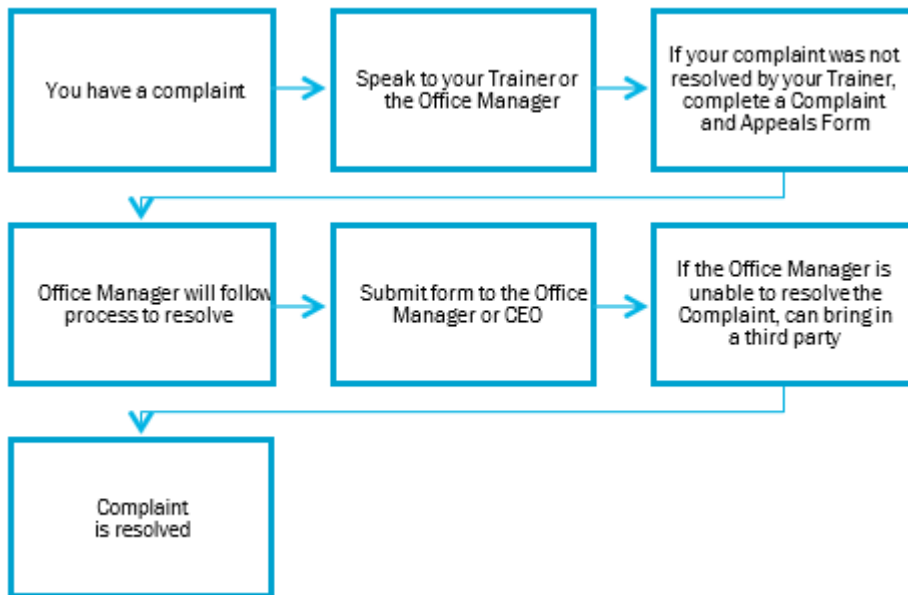 You have a complaint
Speak to your Trainer or
the Office Manager
If your complaint was not
resolved by your Trainer,
complete a Complaint
and Appeals Form
Office Manager will follow
process to resolve
Submit form to the Office
Manager or CEO
If the Office Manager is
unable to resolve the
Complaint, can bring in
a third party
Complaint
is resolved